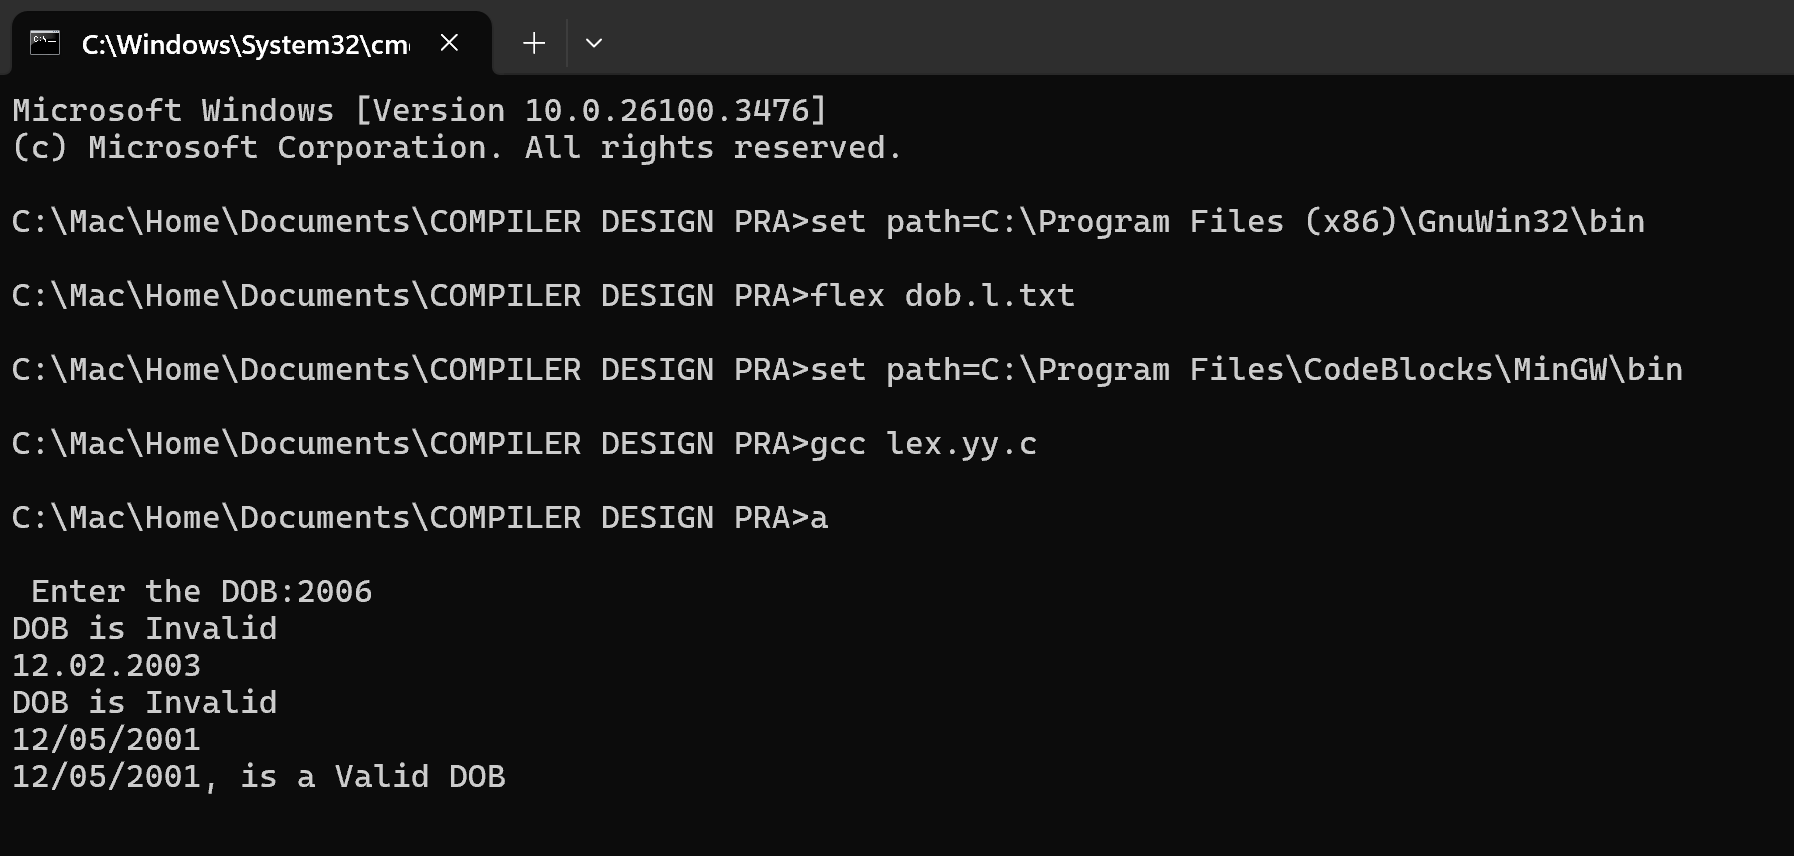 C:\Windows\System32\cm
Microsoft Windows [Version 10.0.26100.3476]
(c) Microsoft Corporation. All rights reserved.
C:\Mac\Home\Documents\COMPILER DESIGN PRA>set path=C:\Program Files (x86)\GnuWin32\bin
C:\Mac\Home\Documents\COMPILER DESIGN PRA>flex dob.l.txt
C:\Mac\Home\Documents\COMPILER DESIGN PRA>set path=C:\Program Files\CodeBlocks\MinGW\bin
C:\Mac\Home\Documents\COMPILER DESIGN PRA>gcc lex.yy.c
C:\Mac\Home\Documents\COMPILER DESIGN PRA>a
Enter the DOB:2006
DOB is Invalid
12.02.2003
DOB is Invalid
12/05/2001
12/05/2001, is a Valid DOB